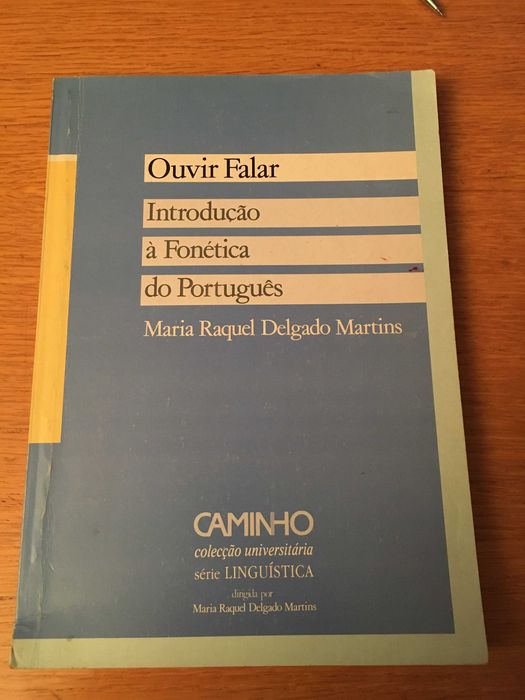 Ouvir Falar
Introdução
à Fonética
do Português
Maria Raquel Delgado Martins
CAMINHO
colecção universitária
série LINGUÍSTICA
dirigida por
Maria Raquel Delgado Martins